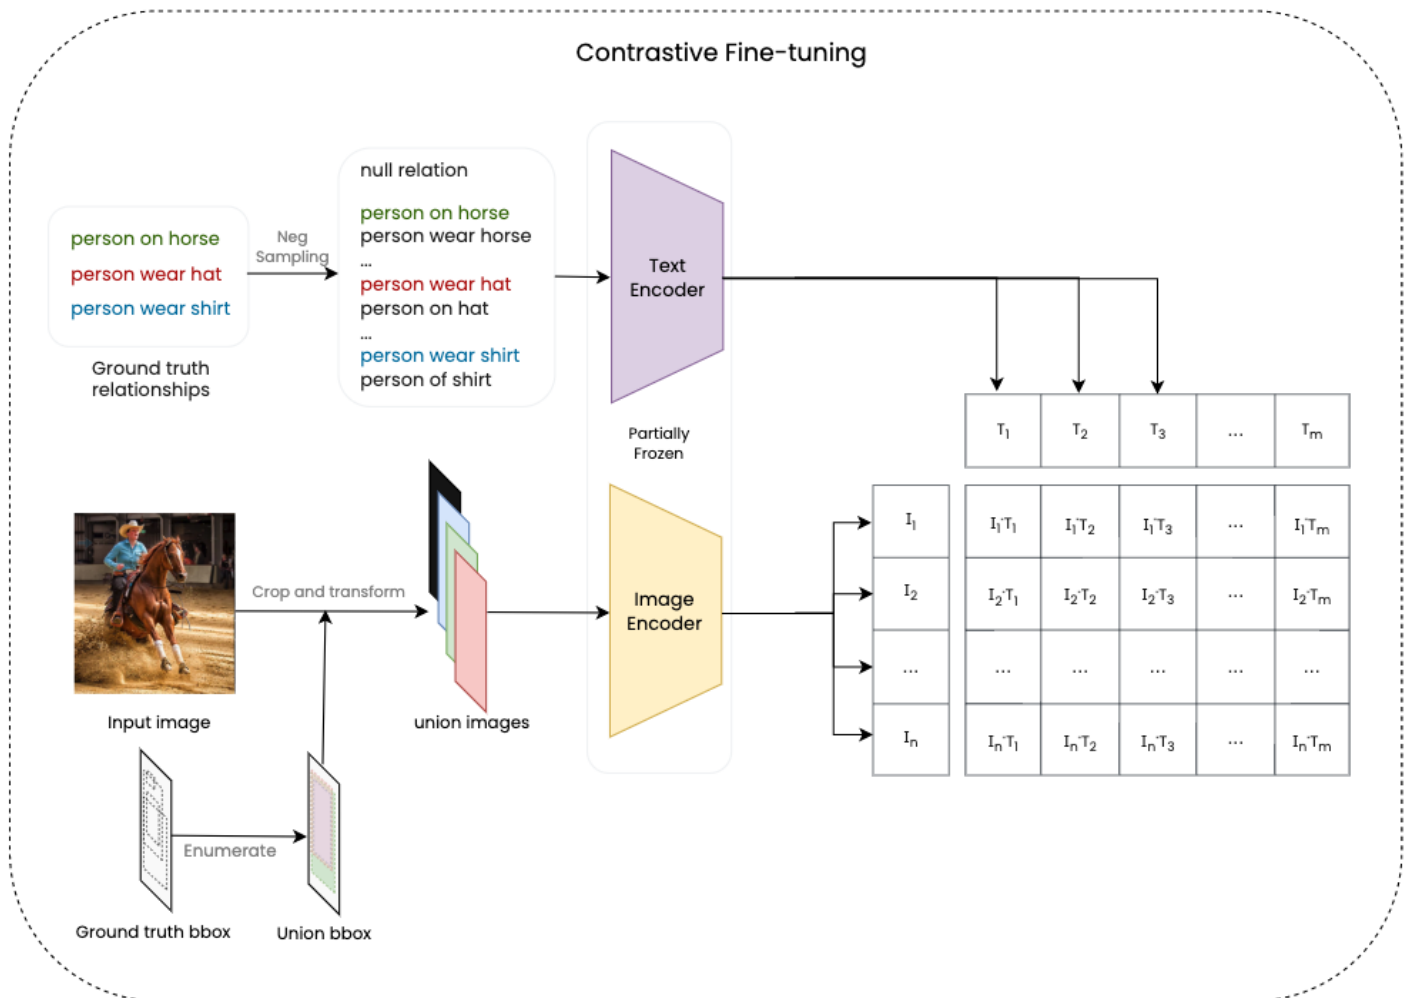 Contrastive Fine-tuning
person on horse
person wear hat
person wear shirt
Ground truth
relationships
Neg
Sampling
null relation
person on horse
person wear horse
...
person wear hat
person on hat
...
person wear shirt
person of shirt
Text
Encoder
Partially
Frozen
T1 T2 T3 ... Tm
Input image
Crop and transform
union images
Image
Encoder
I1 I1·T1 I1·T2 I1·T3 ... I1·Tm
I2 I2·T1 I2·T2 I2·T3 ... I2·Tm
... ... ... ... ... ...
In In·T1 In·T2 In·T3 ... In·Tm
Enumerate
Ground truth bbox
Union bbox